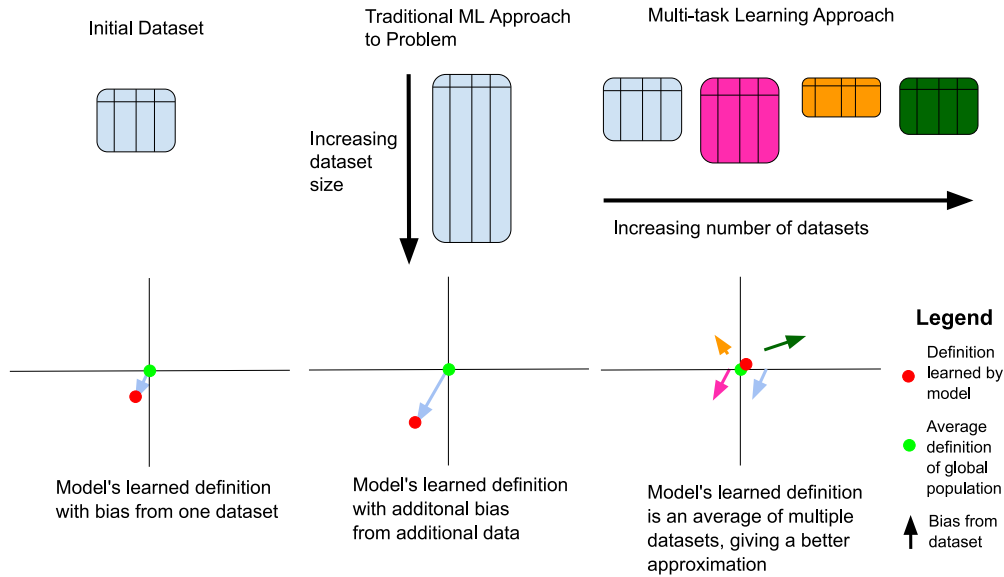 Initial Dataset
Traditional ML Approach
to Problem
Multi-task Learning Approach
Increasing
dataset
size
Increasing number of datasets
Model's learned definition
with bias from one dataset
Model's learned definition
with additonal bias
from additional data
Model's learned definition
is an average of multiple
datasets, giving a better
approximation
Legend
Definition
learned by
model
Average
definition
of global
population
Bias from
dataset